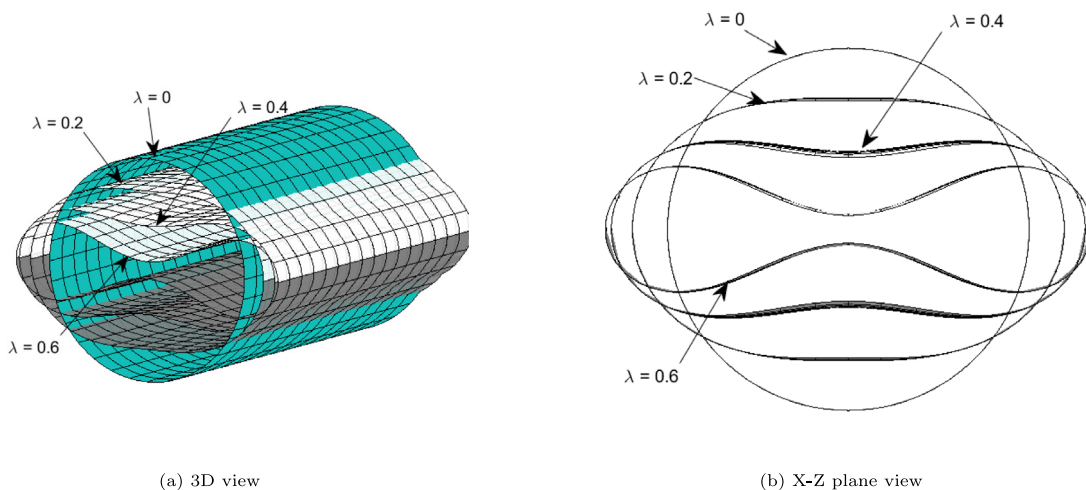 λ = 0
λ = 0.4
λ = 0.2
λ = 0.6
(a) 3D view
λ = 0
λ = 0.4
λ = 0.2
λ = 0.6
(b) X-Z plane view